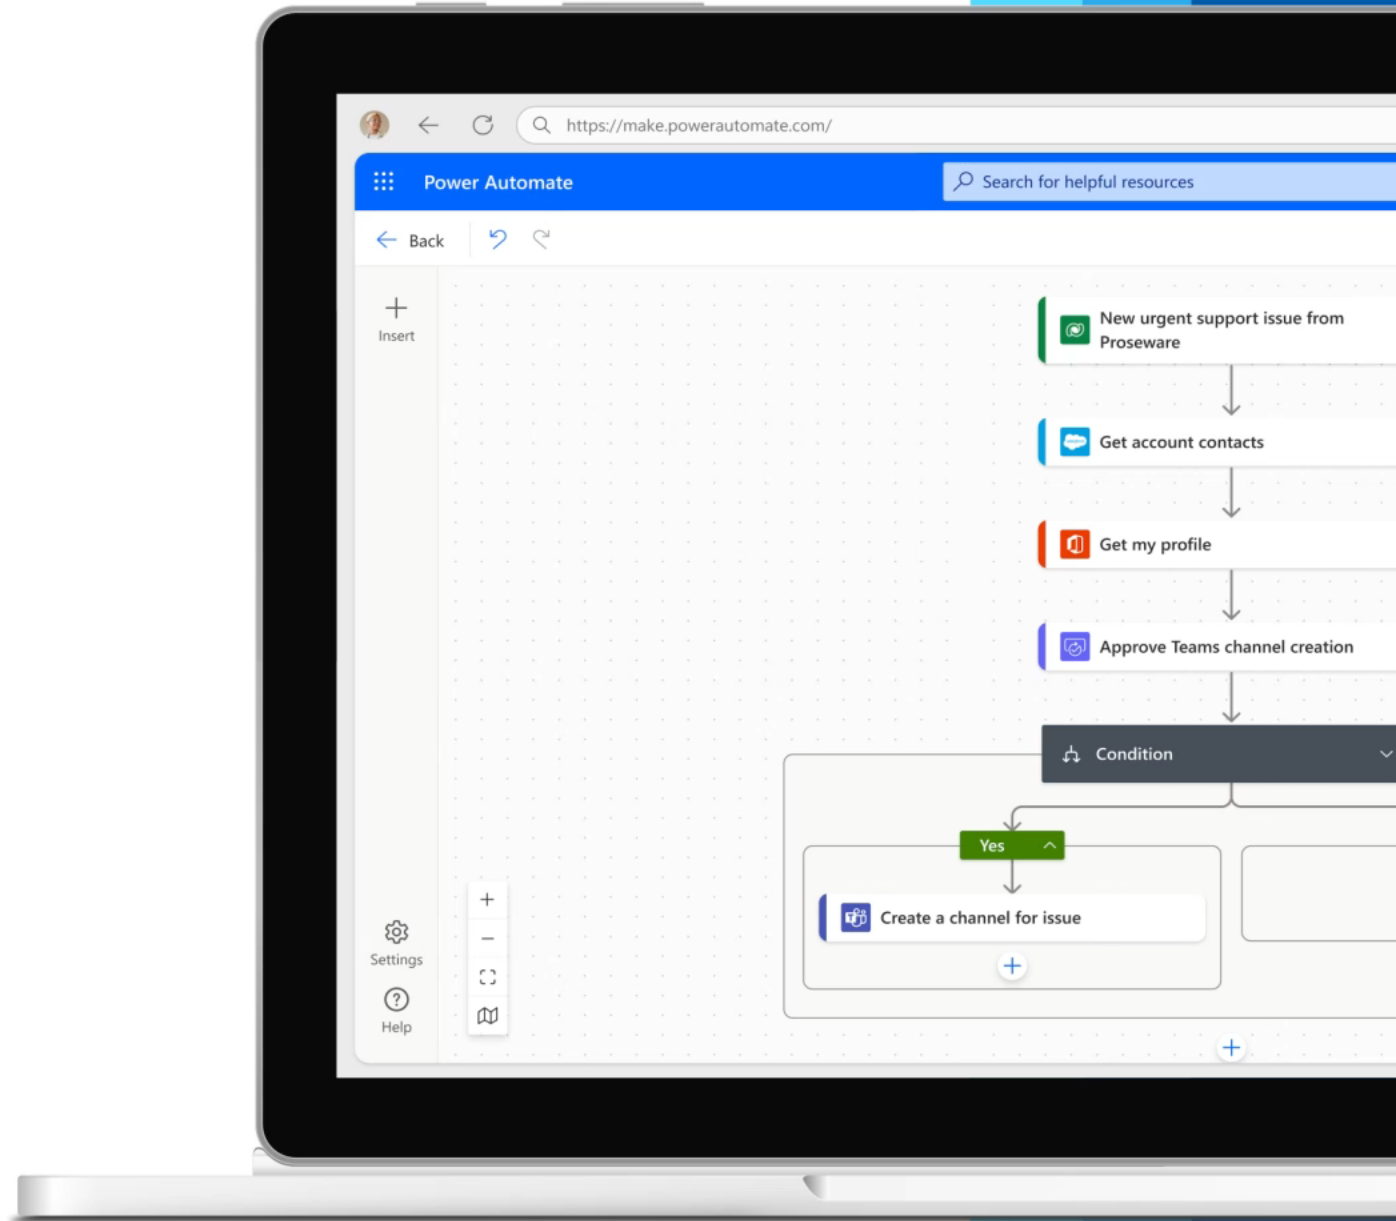 https://make.powerautomate.com/
Power Automate
Search for helpful resources
Back
Insert
New urgent support issue from
Proseware
Get account contacts
Get my profile
Approve Teams channel creation
Condition
Yes
Create a channel for issue
Settings
Help